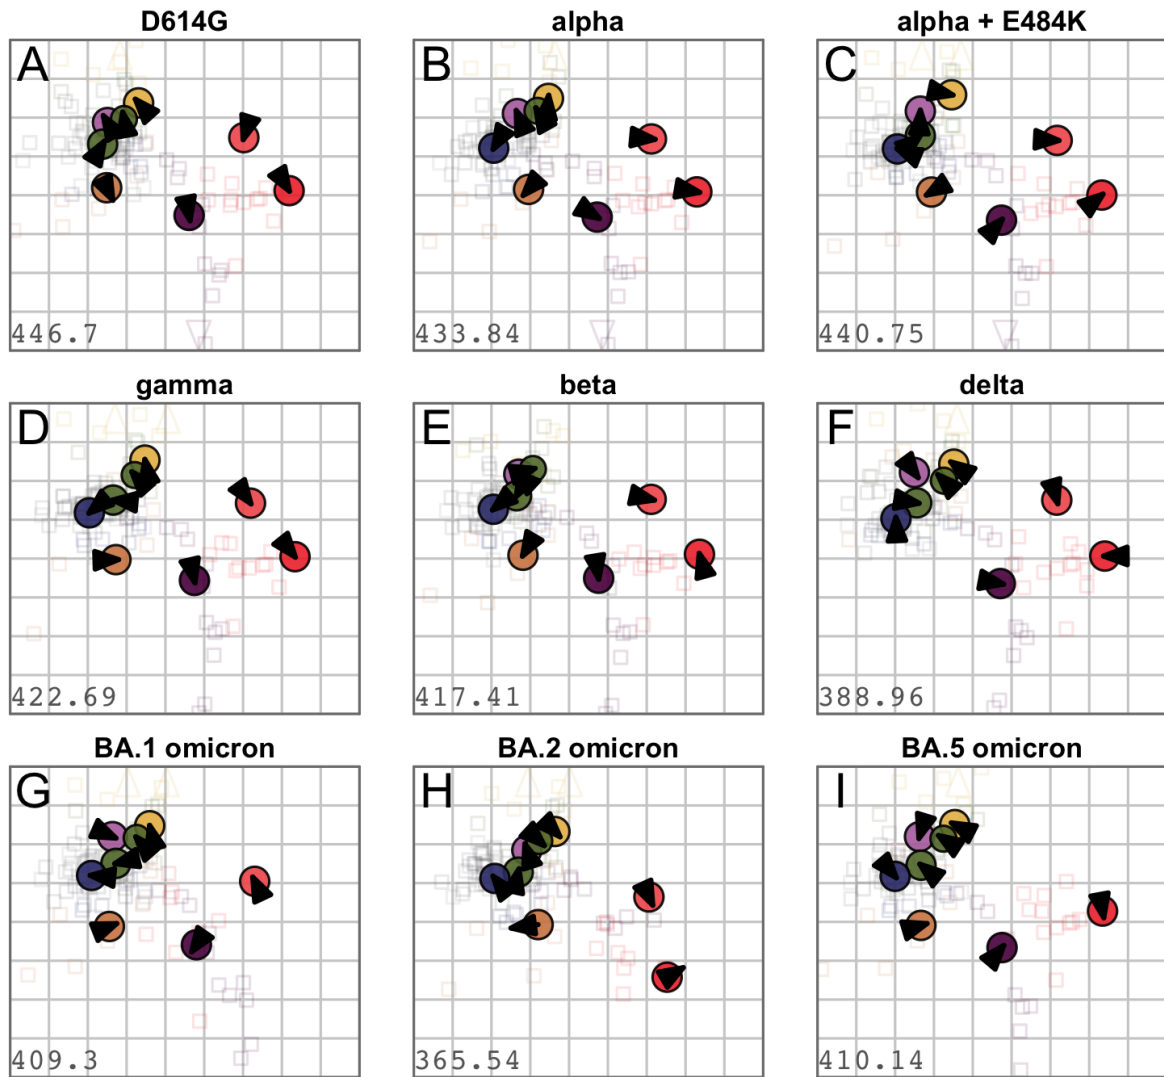 D614G
alpha
alpha + E484K
A
B
C
446.7
433.84
440.75
gamma
beta
delta
D
E
F
422.69
417.41
388.96
BA.1 omicron
BA.2 omicron
BA.5 omicron
G
H
I
409.3
365.54
410.14